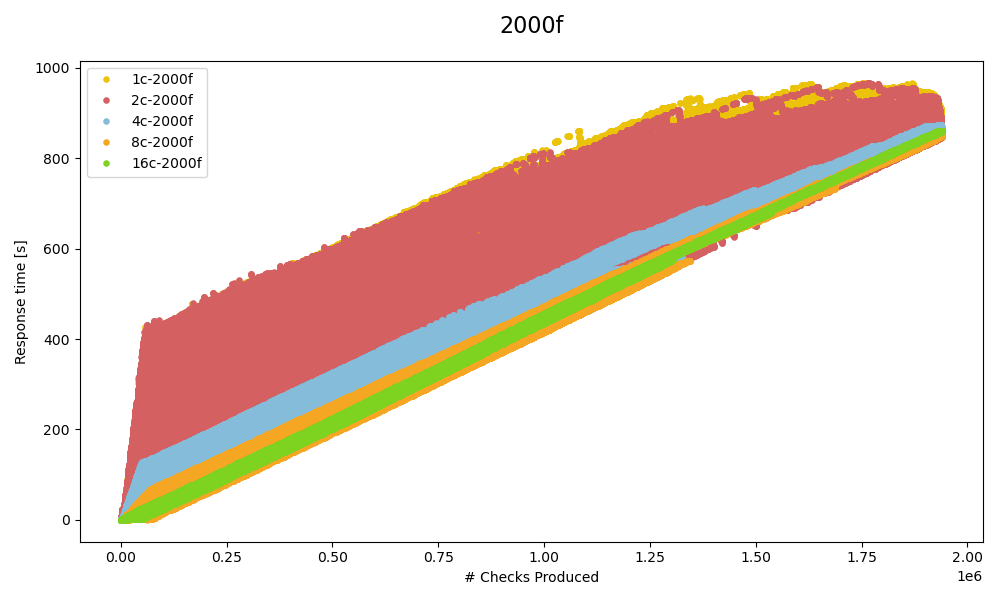 2000f
1000
800
600
400
200
0
Response time [s]
1c-2000f
2c-2000f
4c-2000f
8c-2000f
16c-2000f
0.00 0.25 0.50 0.75 1.00 1.25 1.50 1.75 2.00
1e6
# Checks Produced